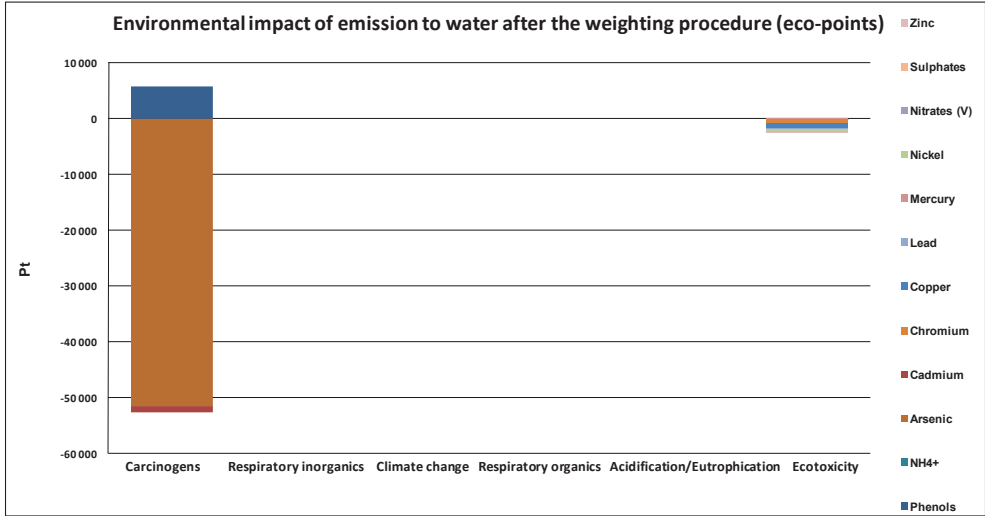 Environmental impact of emission to water after the weighting procedure (eco-points)
Pt
10 000
0
-10 000
-20 000
-30 000
-40 000
-50 000
-60 000
Carcinogens Respiratory inorganics Climate change Respiratory organics Acidification/Eutrophication Ecotoxicity
Zinc
Sulphates
Nitrates (V)
Nickel
Mercury
Lead
Copper
Chromium
Cadmium
Arsenic
NH4+
Phenols